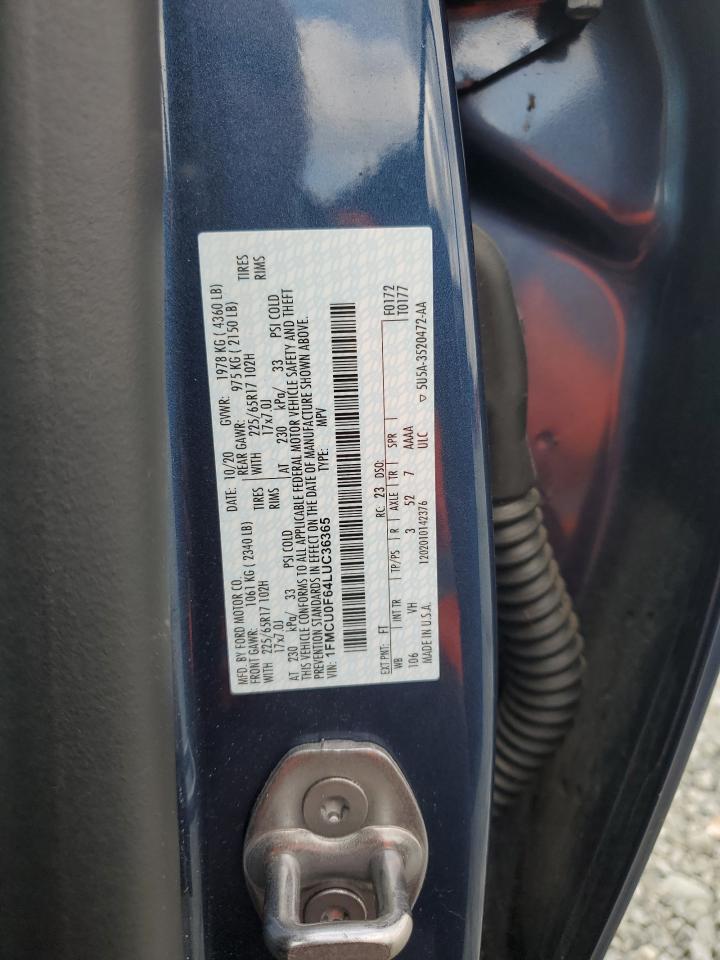 MFD. BY FORD MOTOR CO. DATE: 10/20 GVWR: 1978 KG ( 4360 LB)
FRONT GAWR: 1061 KG ( 2340 LB) REAR GAWR: 975 KG ( 2150 LB)
WITH 225/65R17 102H TIRES WITH 225/65R17 102H TIRES
17x7.0J RIMS 17x7.0J RIMS
AT 230 kPa/ 33 PSI COLD AT 230 kPa/ 33 PSI COLD
THIS VEHICLE CONFORMS TO ALL APPLICABLE FEDERAL MOTOR VEHICLE SAFETY AND THEFT
PREVENTION STANDARDS IN EFFECT ON THE DATE OF MANUFACTURE SHOWN ABOVE.
VIN: 1FMCU0F64LUC36365 TYPE: MPV
EXT PNT: FT RC: 23 DSO: F0172
WB INT TR TP/PS R AXLE TR SPR T0177
106 VH 3 52 7 AAAA
MADE IN U.S.A. 1202010142376 ULC ▽ 5U5A-3520472-AA